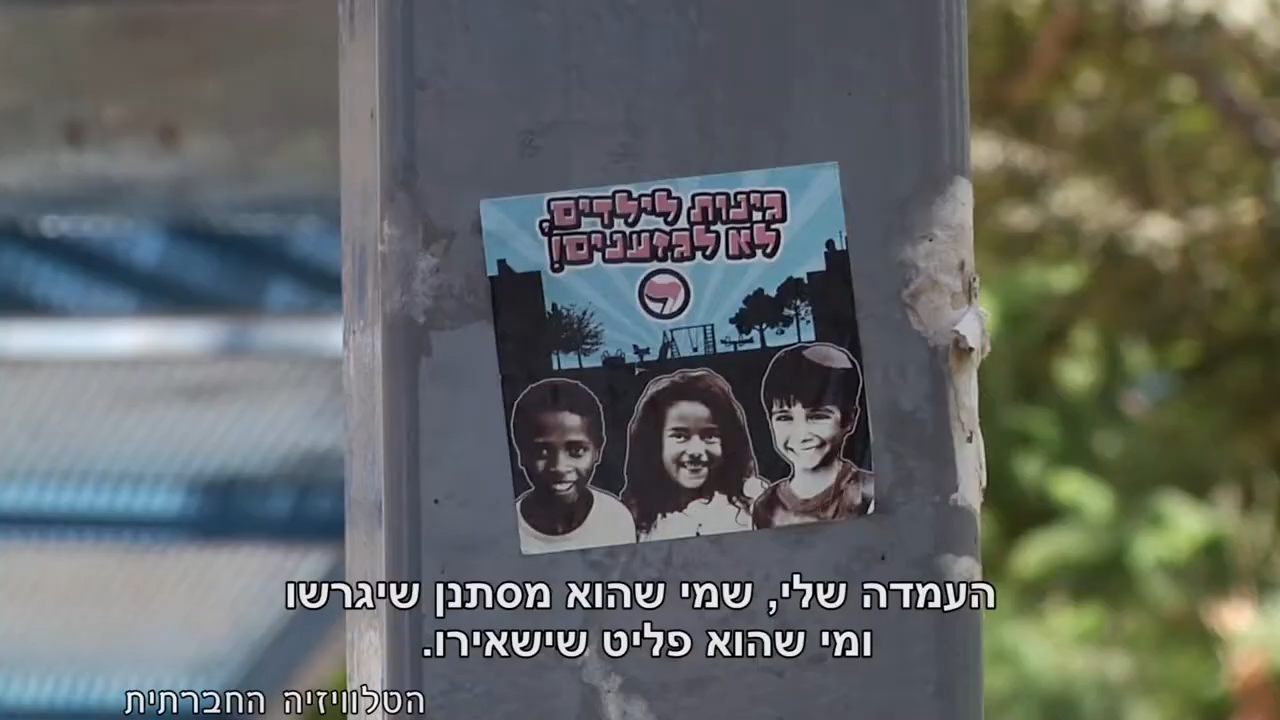 גינות לילדים,
לא לגזענים!
העמדה שלי, שמי שהוא מסתנן שיגרשו
ומי שהוא פליט שישאירו.
הטלוויזיה החברתית